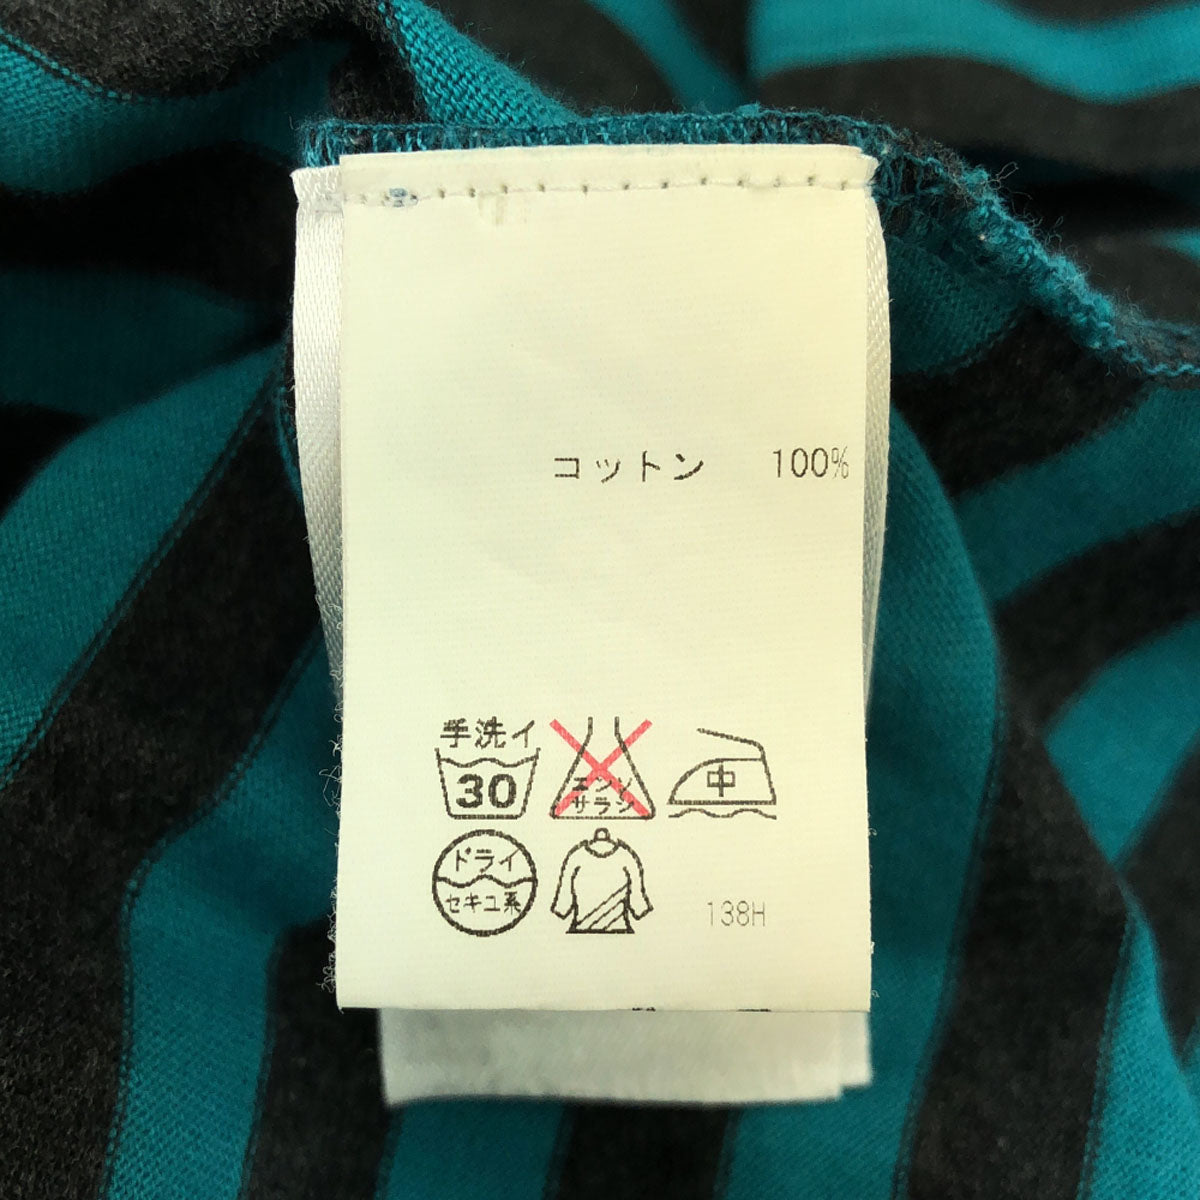 コットン 100%
手洗イ
30
エンソ
サラシ
中
ドライ
セキユ系
138H